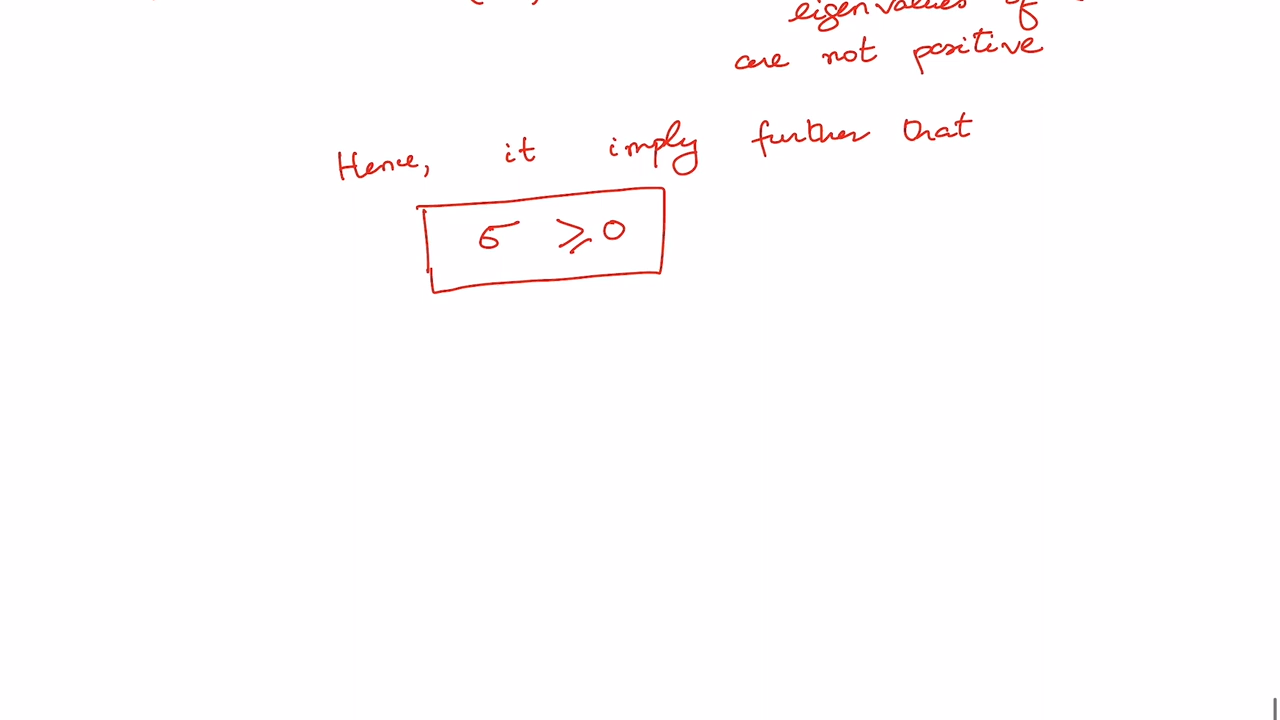 eigenvalues of
are not positive
Hence, it imply further that
σ ≥ 0